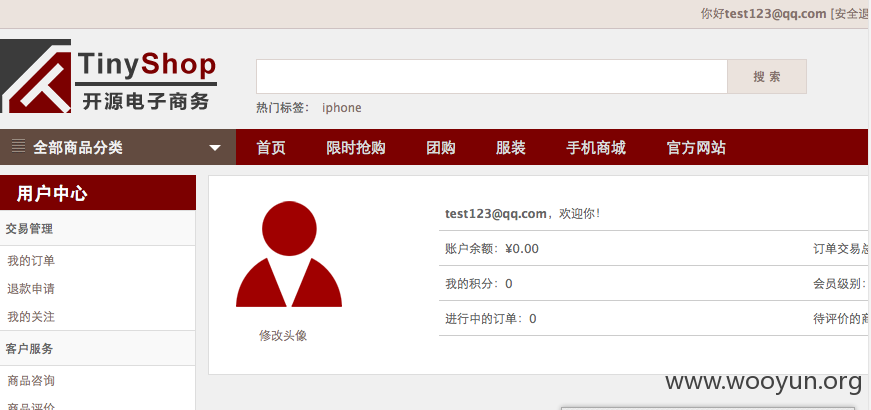 你好test123@qq.com [安全退
TinyShop
开源电子商务
搜 索
热门标签： iphone
全部商品分类 首页 限时抢购 团购 服装 手机商城 官方网站
用户中心
交易管理
我的订单
退款申请
我的关注
客户服务
商品咨询
商品评价
test123@qq.com，欢迎你！
账户余额：¥0.00 订单交易总
我的积分：0 会员级别：
进行中的订单：0 待评价的商
修改头像
www.wooyun.org